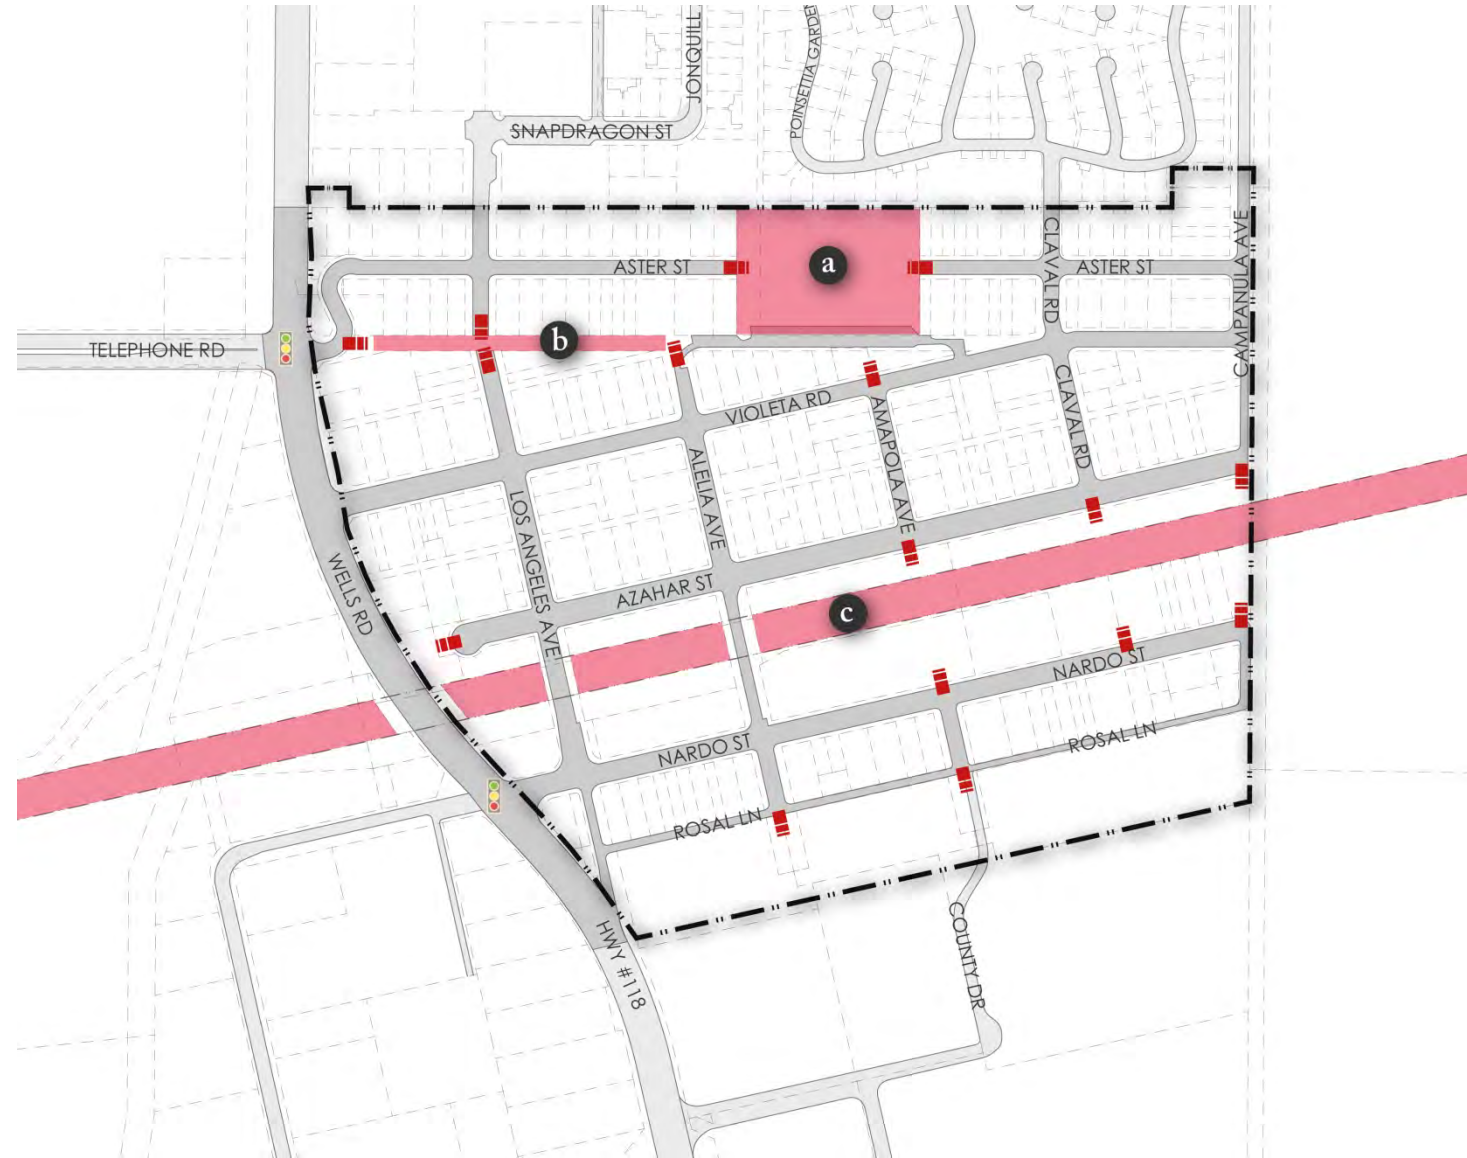 JONQUILL
POINSETTIA GARDE
SNAPDRAGON ST
CLAVAL RD
CAMPANULA AVE
ASTER ST
a
ASTER ST
b
TELEPHONE RD
VIOLETA RD
AMAPOLA AVE
CLAVAL RD
ALELIA AVE
LOS ANGELES AVE
WELLS RD
AZAHAR ST
c
NARDO ST
NARDO ST
ROSAL LN
ROSAL LN
COUNTY DR
HWY #118